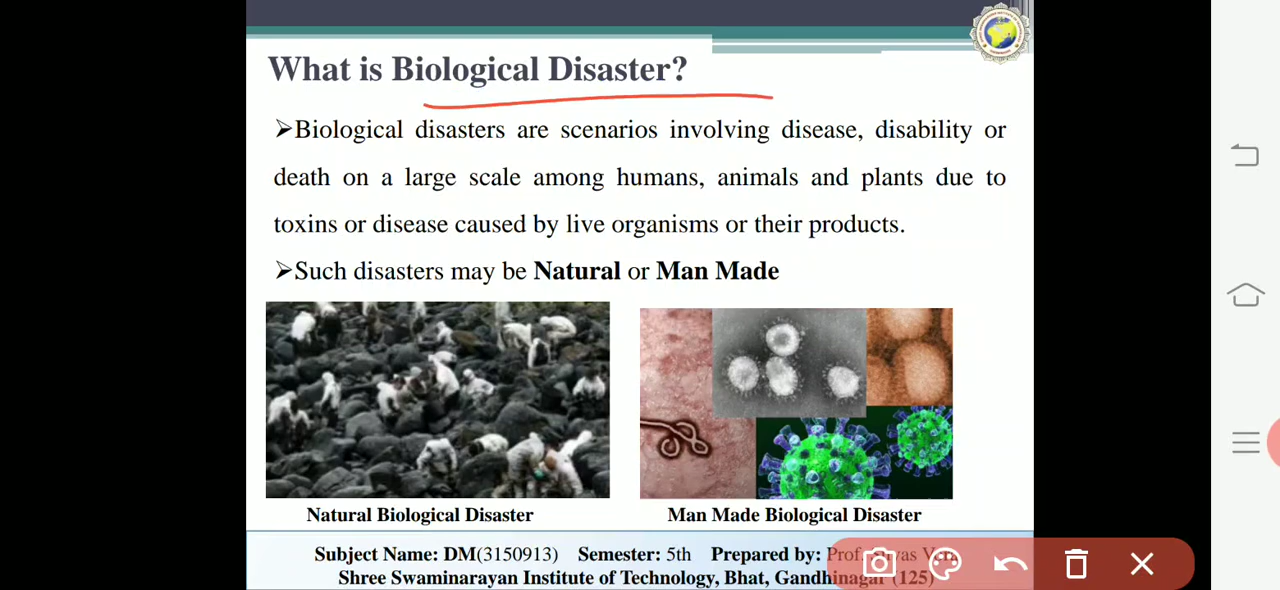 What is Biological Disaster?
➢Biological disasters are scenarios involving disease, disability or
death on a large scale among humans, animals and plants due to
toxins or disease caused by live organisms or their products.
➢Such disasters may be Natural or Man Made
Natural Biological Disaster
Man Made Biological Disaster
Subject Name: DM(3150913) Semester: 5th Prepared by: Prof.
Shree Swaminarayan Institute of Technology, Bhat, Gandhinagar (125)